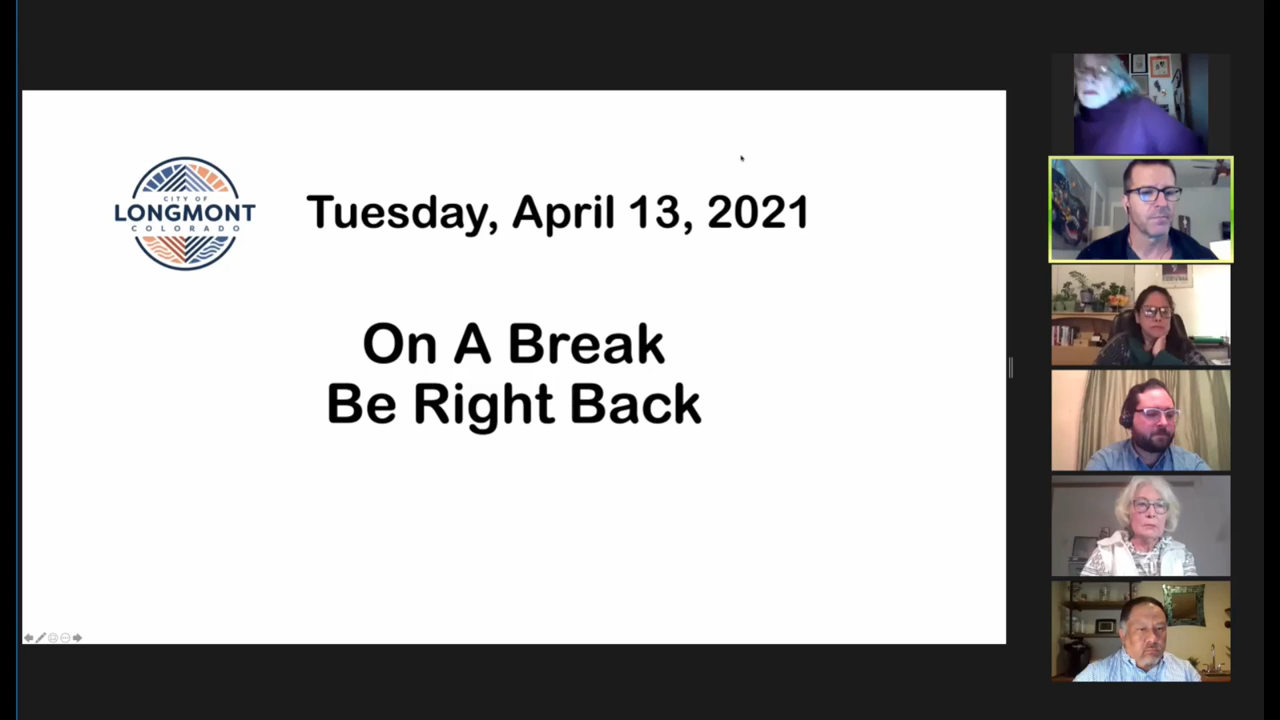 CITY OF
LONGMONT
COLORADO
Tuesday, April 13, 2021
On A Break
Be Right Back